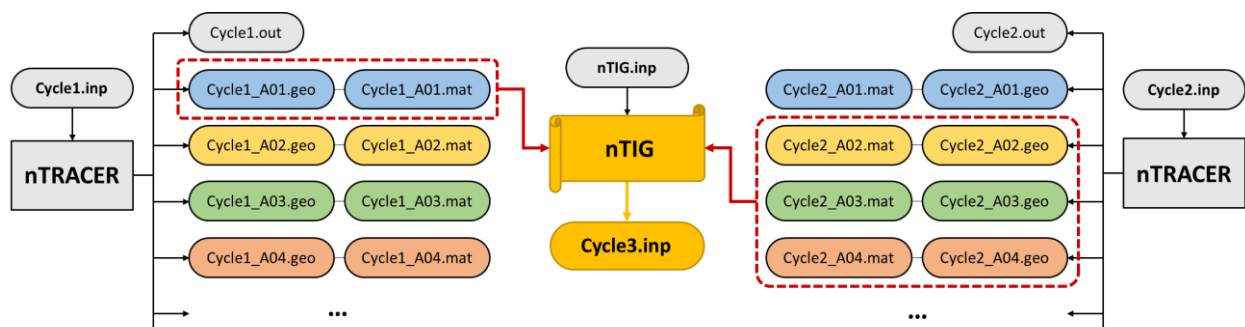 Cycle1.out
Cycle2.out
Cycle1.inp
nTIG.inp
Cycle2.inp
Cycle1_A01.geo
Cycle1_A01.mat
Cycle2_A01.mat
Cycle2_A01.geo
Cycle1_A02.geo
Cycle1_A02.mat
nTIG
Cycle2_A02.mat
Cycle2_A02.geo
nTRACER
nTRACER
Cycle1_A03.geo
Cycle1_A03.mat
Cycle2_A03.mat
Cycle2_A03.geo
Cycle3.inp
Cycle1_A04.geo
Cycle1_A04.mat
Cycle2_A04.mat
Cycle2_A04.geo
...
...